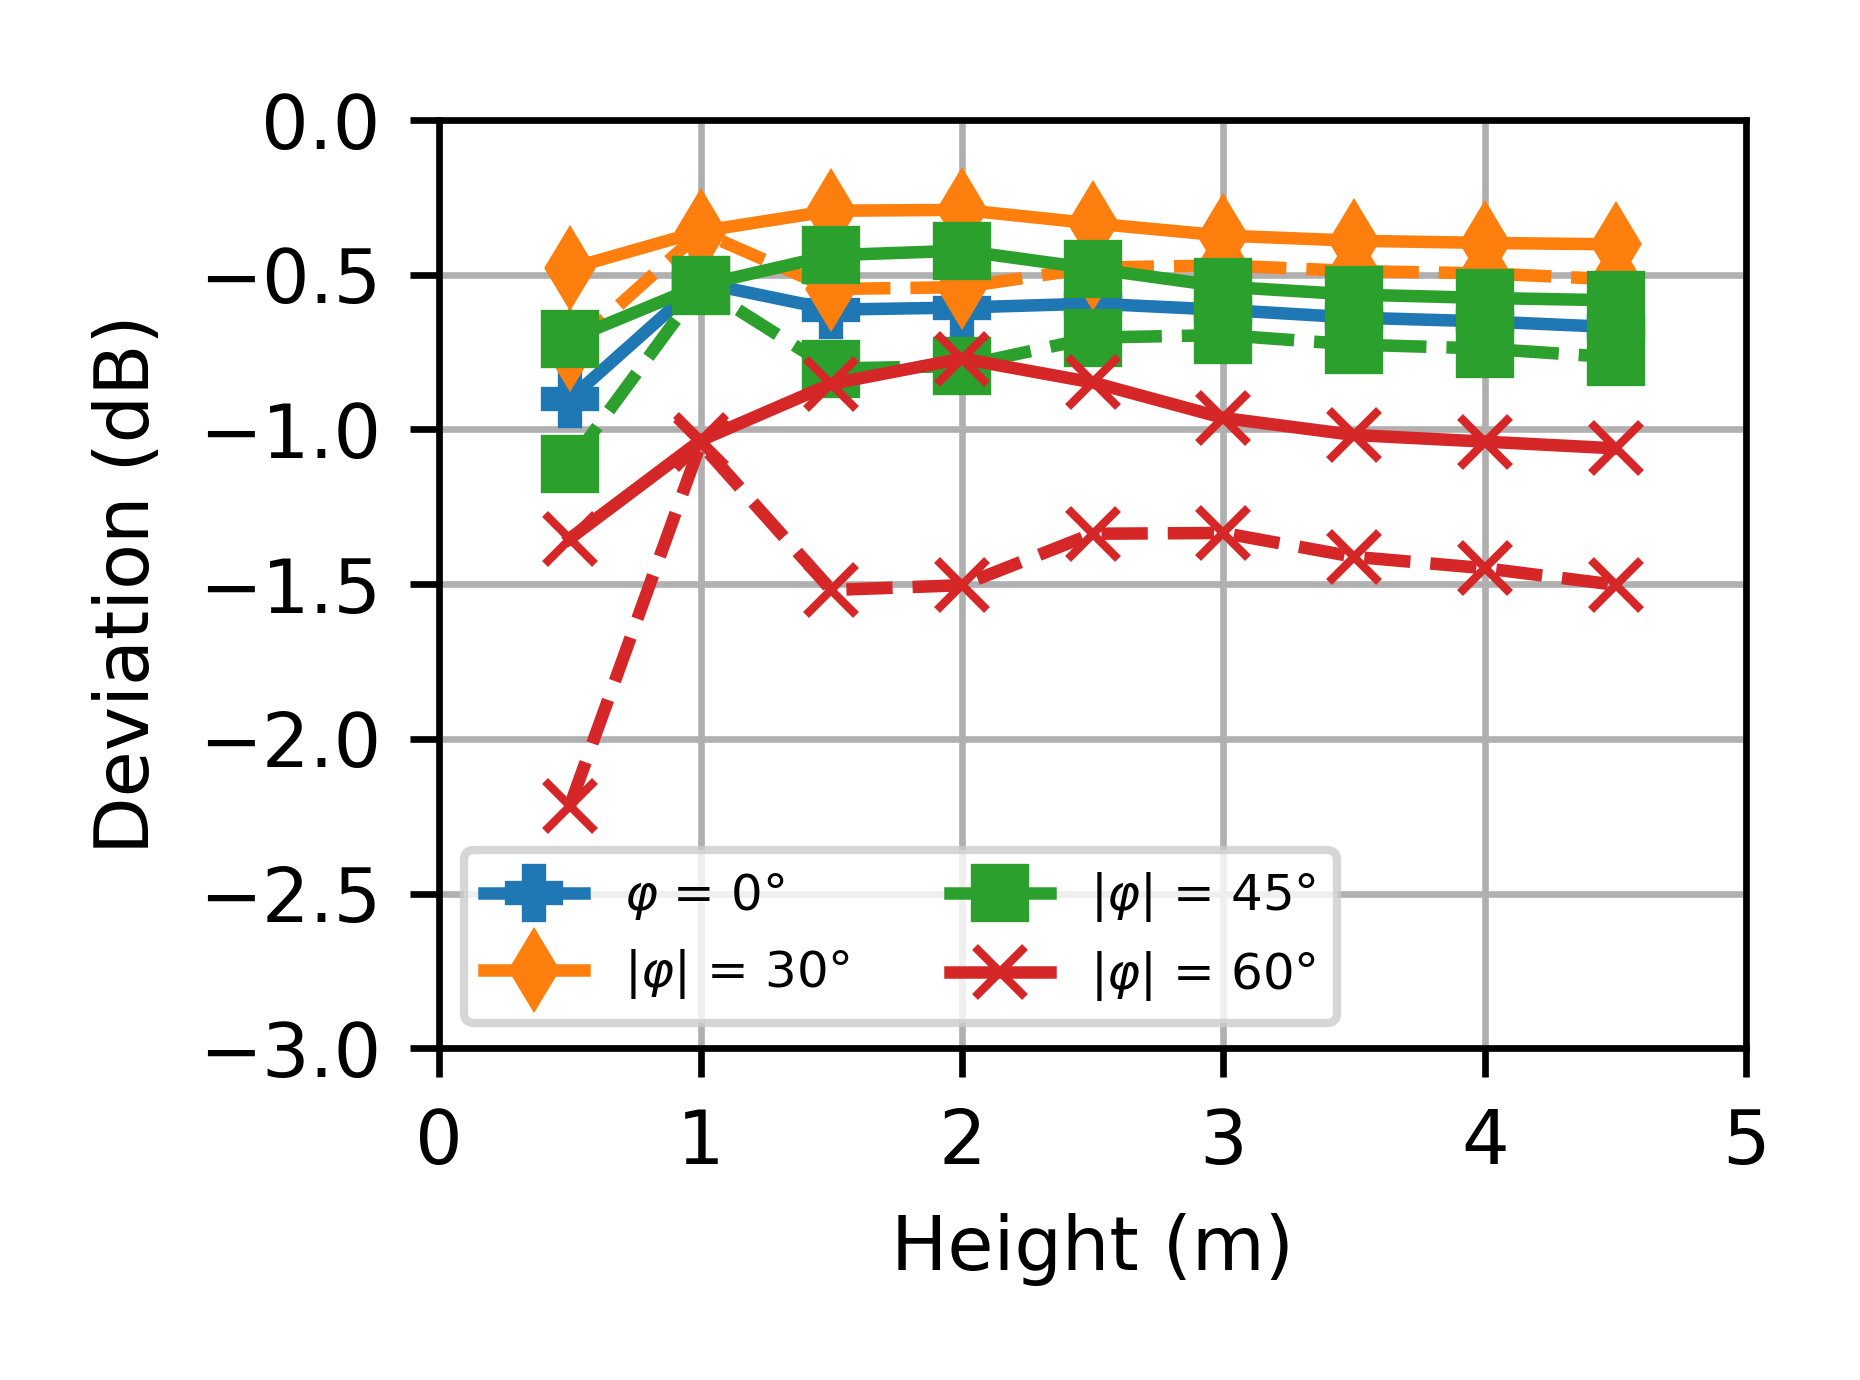 0.0
−0.5
−1.0
−1.5
−2.0
−2.5
−3.0
Deviation (dB)
φ = 0°
|φ| = 30°
|φ| = 45°
|φ| = 60°
0 1 2 3 4 5
Height (m)